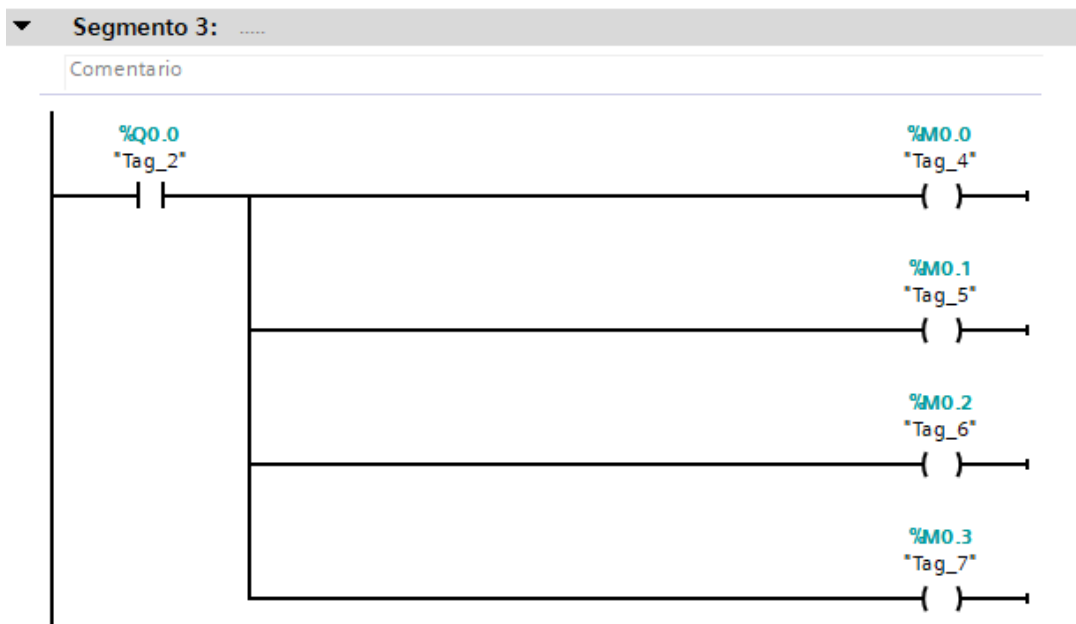 Segmento 3: .....
Comentario
%Q0.0
"Tag_2"
%M0.0
"Tag_4"
%M0.1
"Tag_5"
%M0.2
"Tag_6"
%M0.3
"Tag_7"